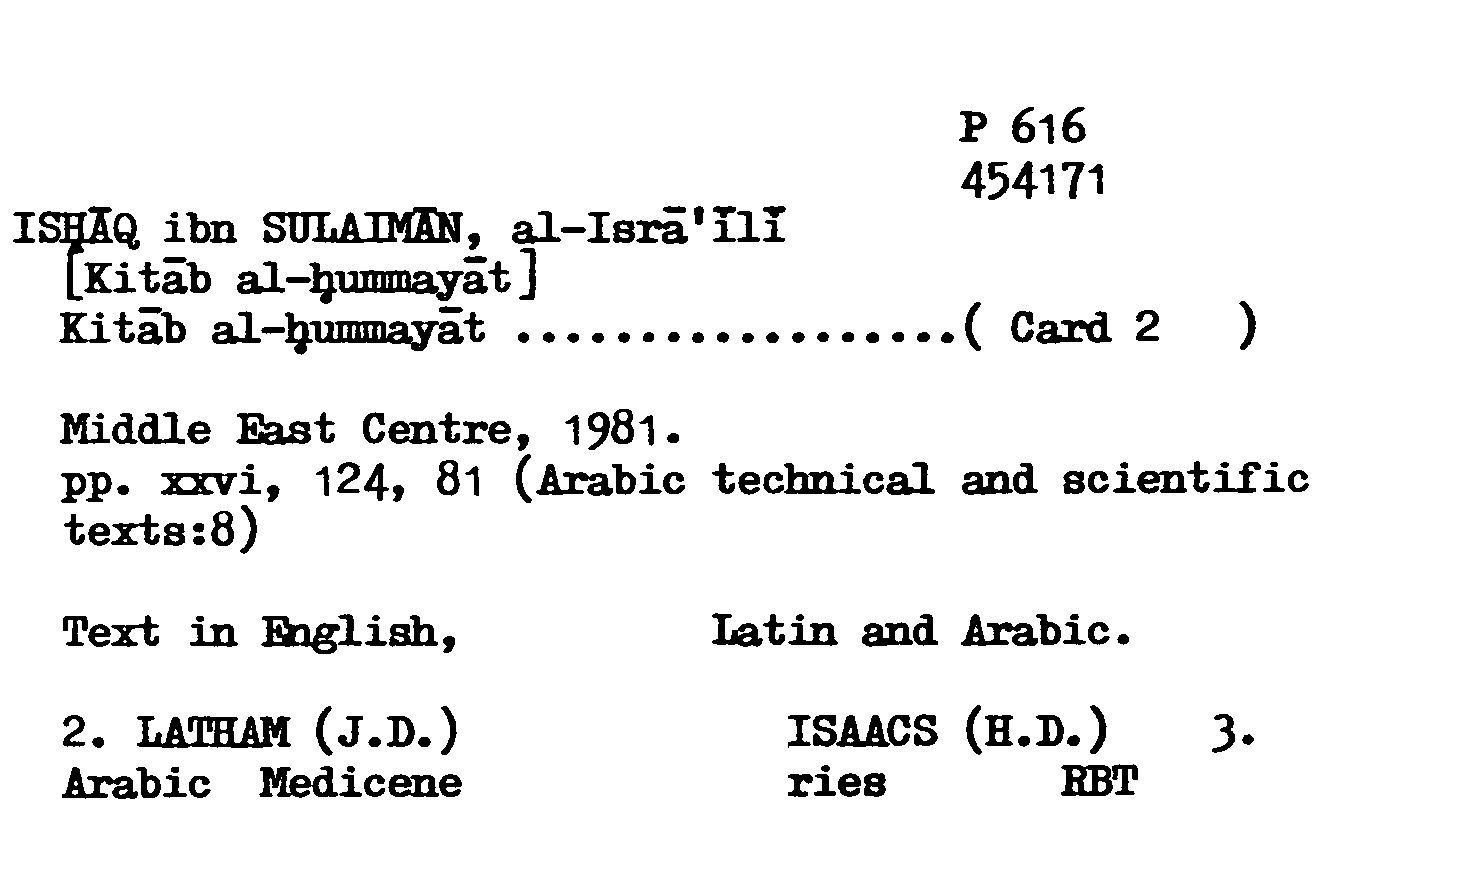 P 616
454171
ISḤĀQ ibn SULAIMĀN, al-Isrā'īlī
[Kitāb al-ḥummayāt]
Kitāb al-ḥummayāt ..................( Card 2 )
Middle East Centre, 1981.
pp. xxvi, 124, 81 (Arabic technical and scientific
texts:8)
Text in English, Latin and Arabic.
2. LATHAM (J.D.) ISAACS (H.D.) 3.
Arabic Medicene ries RBT